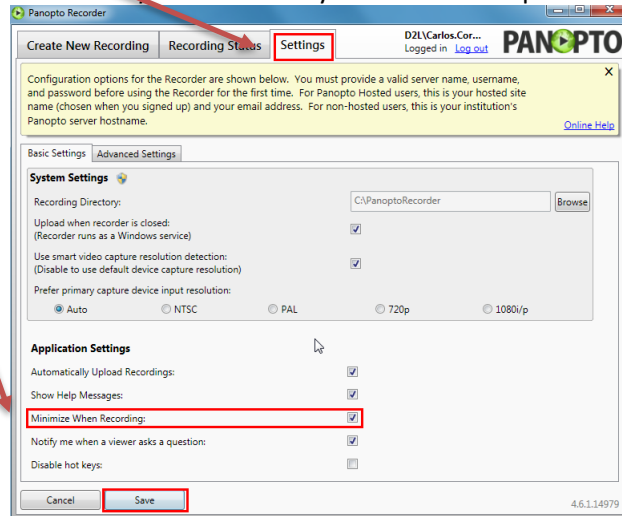 Panopto Recorder
Create New Recording Recording Status Settings D2L\Carlos.Cor... PANOPTO
Logged in Log out
Configuration options for the Recorder are shown below. You must provide a valid server name, username, X
and password before using the Recorder for the first time. For Panopto Hosted users, this is your hosted site
name (chosen when you signed up) and your email address. For non-hosted users, this is your institution's
Panopto server hostname.
Online Help
Basic Settings Advanced Settings
System Settings
Recording Directory: C:\PanoptoRecorder Browse
Upload when recorder is closed:
(Recorder runs as a Windows service)
Use smart video capture resolution detection:
(Disable to use default device capture resolution)
Prefer primary capture device input resolution:
Auto NTSC PAL 720p 1080i/p
Application Settings
Automatically Upload Recordings:
Show Help Messages:
Minimize When Recording:
Notify me when a viewer asks a question:
Disable hot keys:
Cancel Save 4.6.1.14979